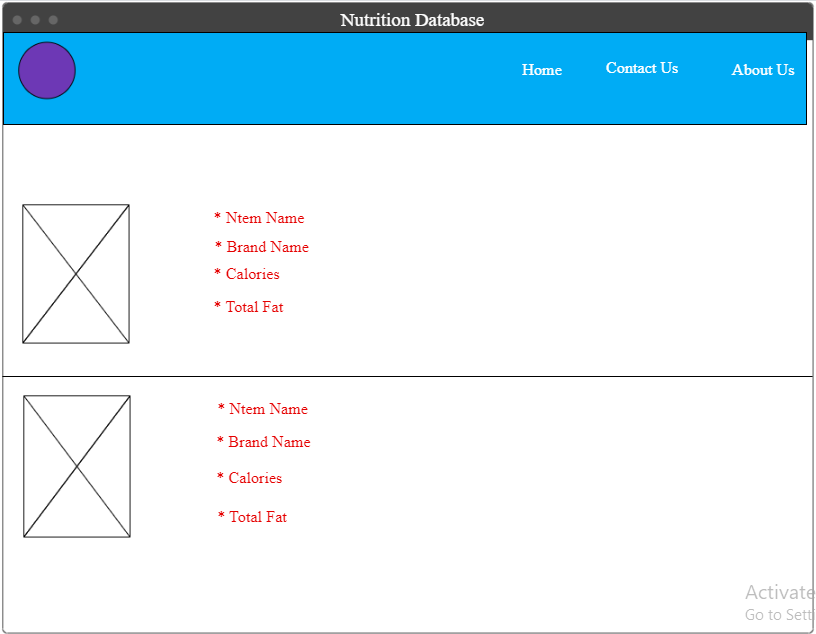 Nutrition Database
Home Contact Us About Us
* Ntem Name
* Brand Name
* Calories
* Total Fat
* Ntem Name
* Brand Name
* Calories
* Total Fat
Activate
Go to Setti